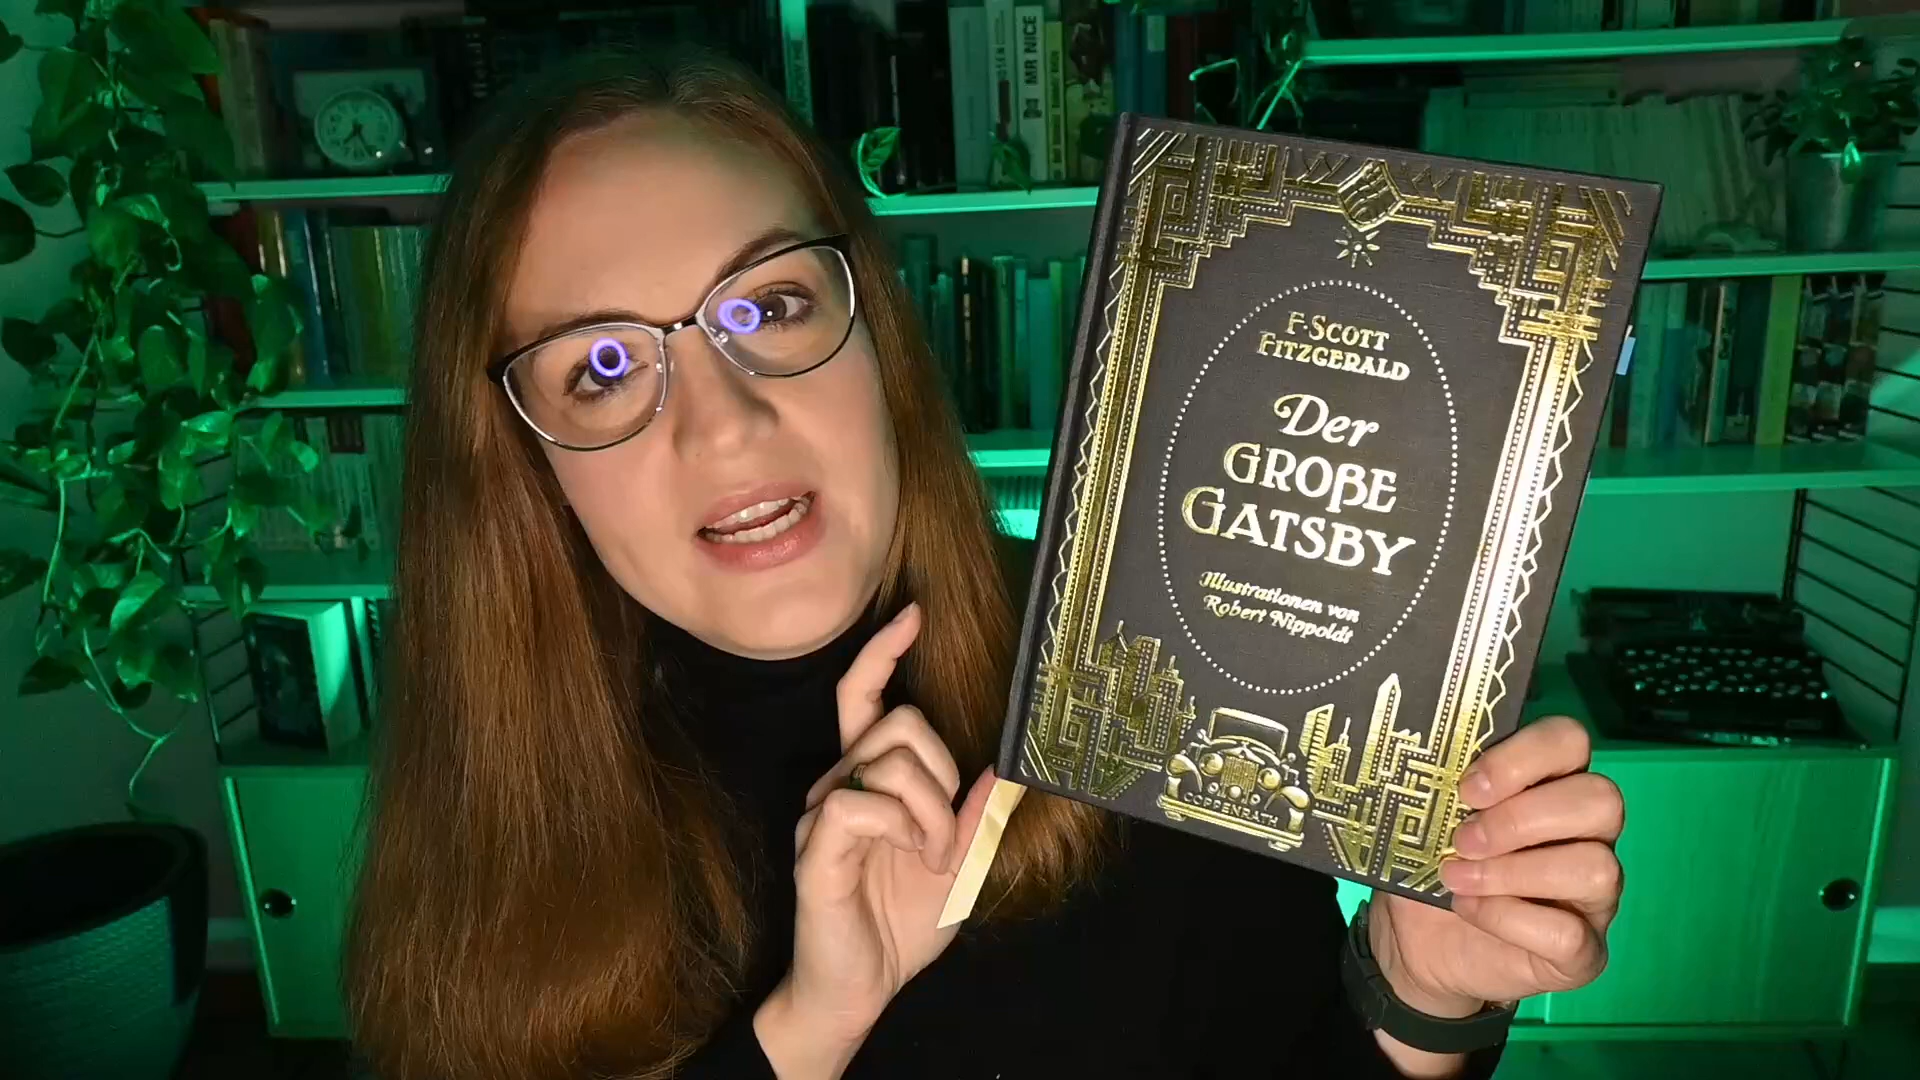 MR NICE
F. SCOTT
FITZGERALD
Der
GROẞE
GATSBY
Illustrationen von
Robert Nippoldt
COPPENRATH